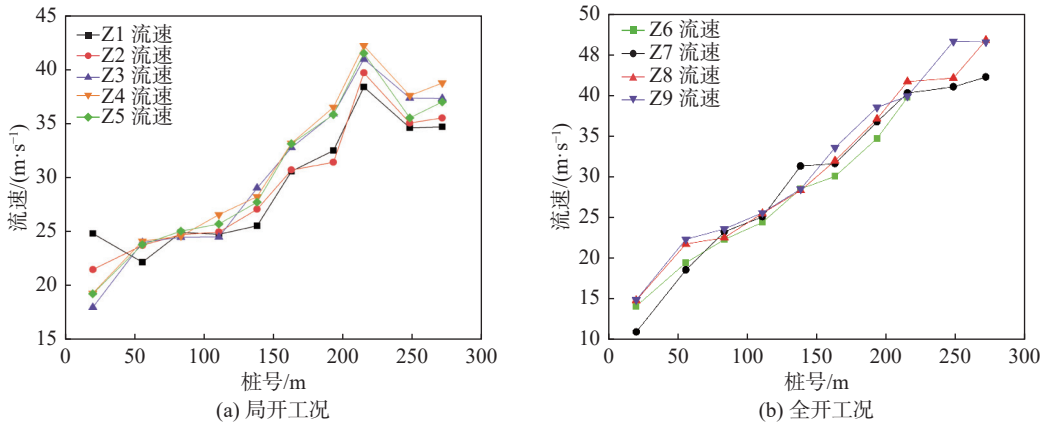 45
40
35
30
25
20
15
流速/(m·s⁻¹)
Z1 流速
Z2 流速
Z3 流速
Z4 流速
Z5 流速
0 50 100 150 200 250 300
桩号/m
(a) 局开工况
50
48
40
30
25
20
15
10
流速/(m·s⁻¹)
Z6 流速
Z7 流速
Z8 流速
Z9 流速
0 50 100 150 200 250 300
桩号/m
(b) 全开工况